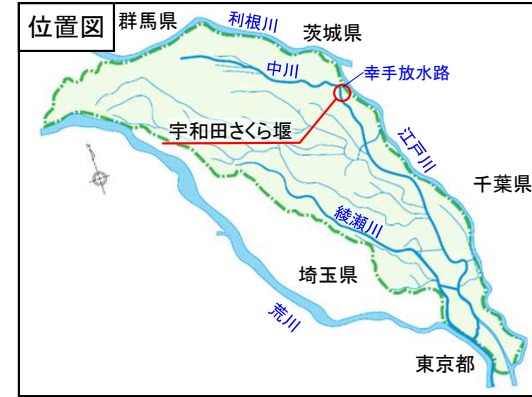 位置図
群馬県
利根川
茨城県
中川
幸手放水路
宇和田さくら堰
江戸川
千葉県
綾瀬川
埼玉県
荒川
東京都